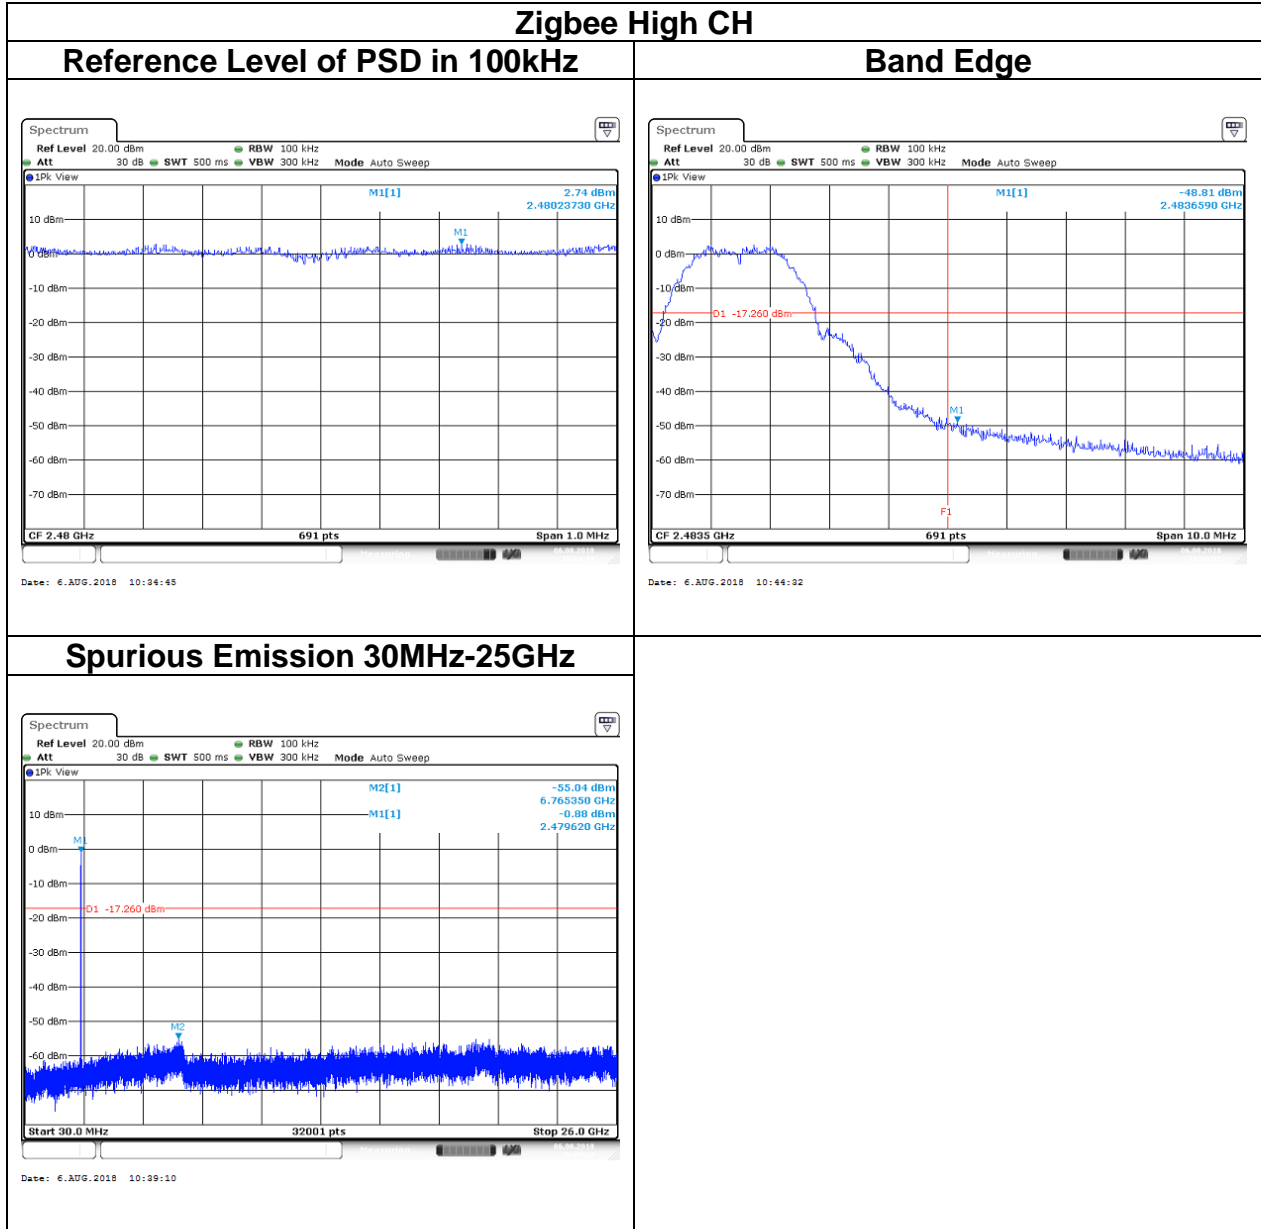 Zigbee High CH
Reference Level of PSD in 100kHz
Band Edge
Spectrum
Ref Level 20.00 dBm RBW 100 kHz
Att 30 dB SWT 500 ms VBW 300 kHz Mode Auto Sweep
1Pk View
M1[1] 2.74 dBm
2.48023730 GHz
10 dBm
M1
0 dBm
-10 dBm
-20 dBm
-30 dBm
-40 dBm
-50 dBm
-60 dBm
-70 dBm
CF 2.48 GHz 691 pts Span 1.0 MHz
Date: 6.AUG.2018 10:34:45
Spectrum
Ref Level 20.00 dBm RBW 100 kHz
Att 30 dB SWT 500 ms VBW 300 kHz Mode Auto Sweep
1Pk View
M1[1] -48.81 dBm
2.4836590 GHz
10 dBm
0 dBm
-10 dBm
D1 -17.260 dBm
-20 dBm
-30 dBm
-40 dBm
M1
-50 dBm
-60 dBm
-70 dBm
F1
CF 2.4835 GHz 691 pts Span 10.0 MHz
Date: 6.AUG.2018 10:44:32
Spurious Emission 30MHz-25GHz
Spectrum
Ref Level 20.00 dBm RBW 100 kHz
Att 30 dB SWT 500 ms VBW 300 kHz Mode Auto Sweep
1Pk View
M2[1] -55.04 dBm
6.765350 GHz
10 dBm
M1[1] -0.88 dBm
2.479620 GHz
M1
0 dBm
-10 dBm
D1 -17.260 dBm
-20 dBm
-30 dBm
-40 dBm
-50 dBm
M2
-60 dBm
Start 30.0 MHz 32001 pts Stop 26.0 GHz
Date: 6.AUG.2018 10:39:10